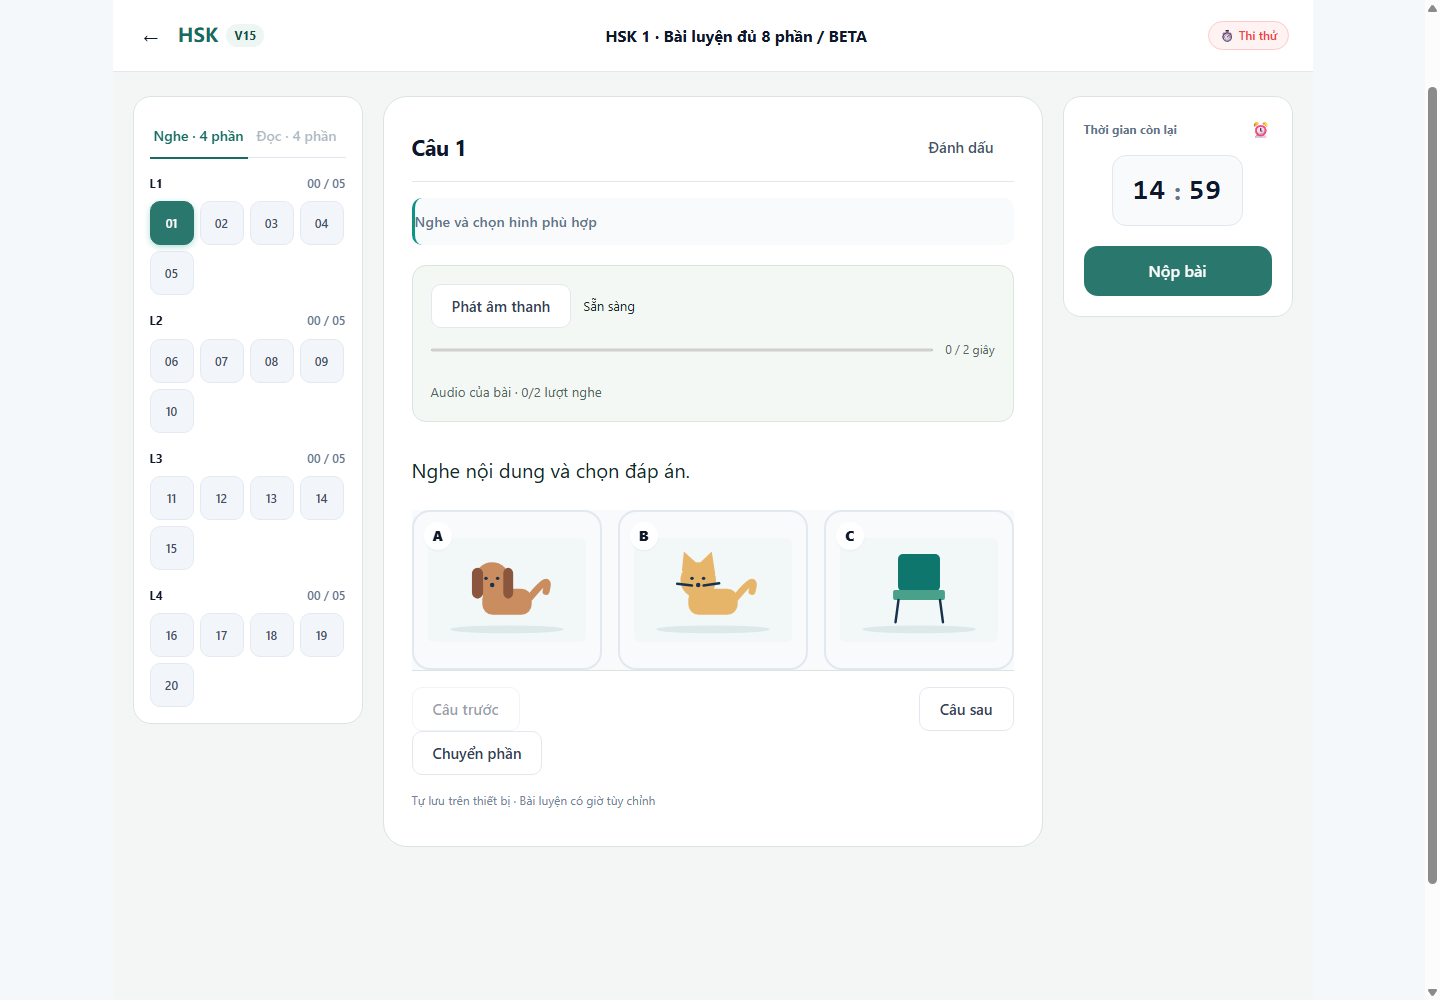 ← HSK V15
HSK 1 · Bài luyện đủ 8 phần / BETA
Thi thử
Nghe · 4 phần Đọc · 4 phần
L1 00 / 05
01 02 03 04
05
L2 00 / 05
06 07 08 09
10
L3 00 / 05
11 12 13 14
15
L4 00 / 05
16 17 18 19
20
Câu 1 Đánh dấu
Nghe và chọn hình phù hợp
Phát âm thanh Sẵn sàng
0 / 2 giây
Audio của bài · 0/2 lượt nghe
Nghe nội dung và chọn đáp án.
A B C
Câu trước Câu sau
Chuyển phần
Tự lưu trên thiết bị · Bài luyện có giờ tùy chỉnh
Thời gian còn lại
14 : 59
Nộp bài